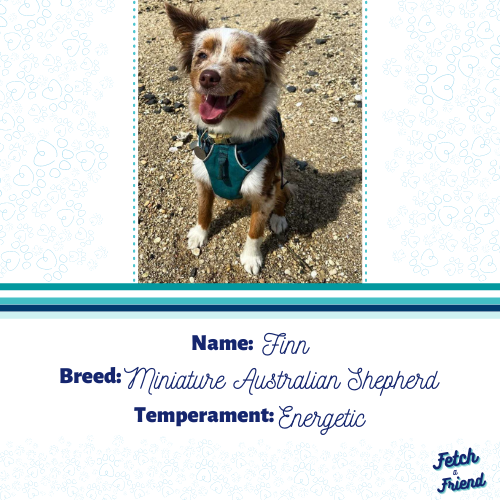 Name: Finn
Breed: Miniature Australian Shepherd
Temperament: Energetic
Fetch
a
Friend